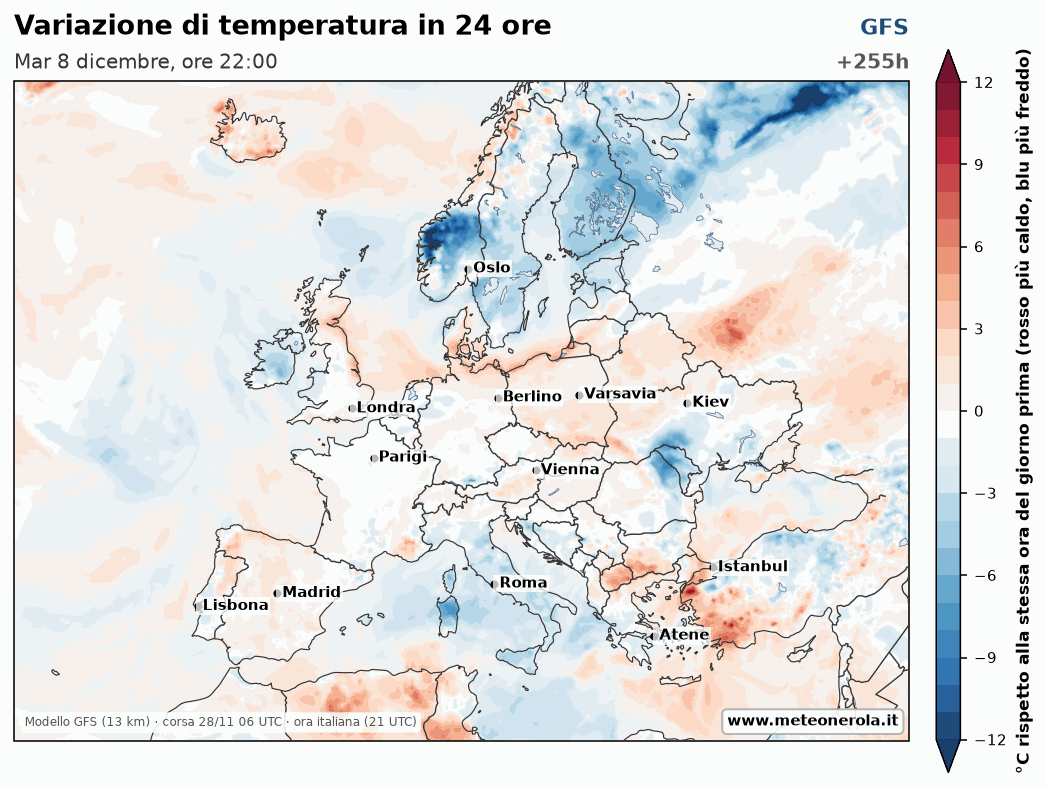 Variazione di temperatura in 24 ore
GFS
Mar 8 dicembre, ore 22:00
+255h
Oslo
Berlino
Varsavia
Kiev
Londra
Parigi
Vienna
Istanbul
Roma
Madrid
Lisbona
Atene
Modello GFS (13 km) · corsa 28/11 06 UTC · ora italiana (21 UTC)
www.meteonerola.it
12
9
6
3
0
−3
−6
−9
−12
°C rispetto alla stessa ora del giorno prima (rosso più caldo, blu più freddo)